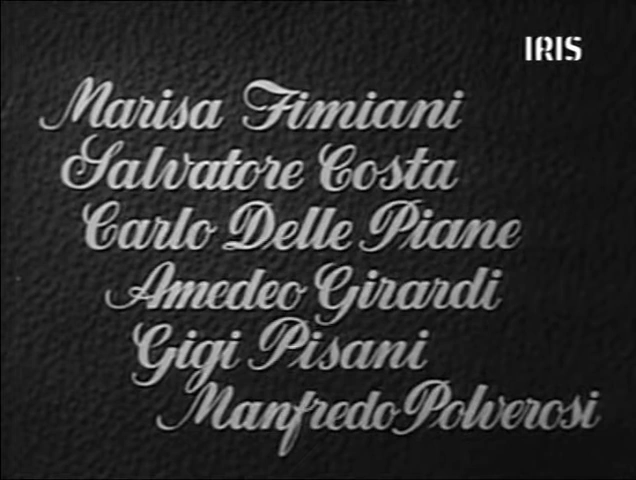 IRIS
Marisa Fimiani
Salvatore Costa
Carlo Delle Piane
Amedeo Girardi
Gigi Pisani
Manfredo Polverosi